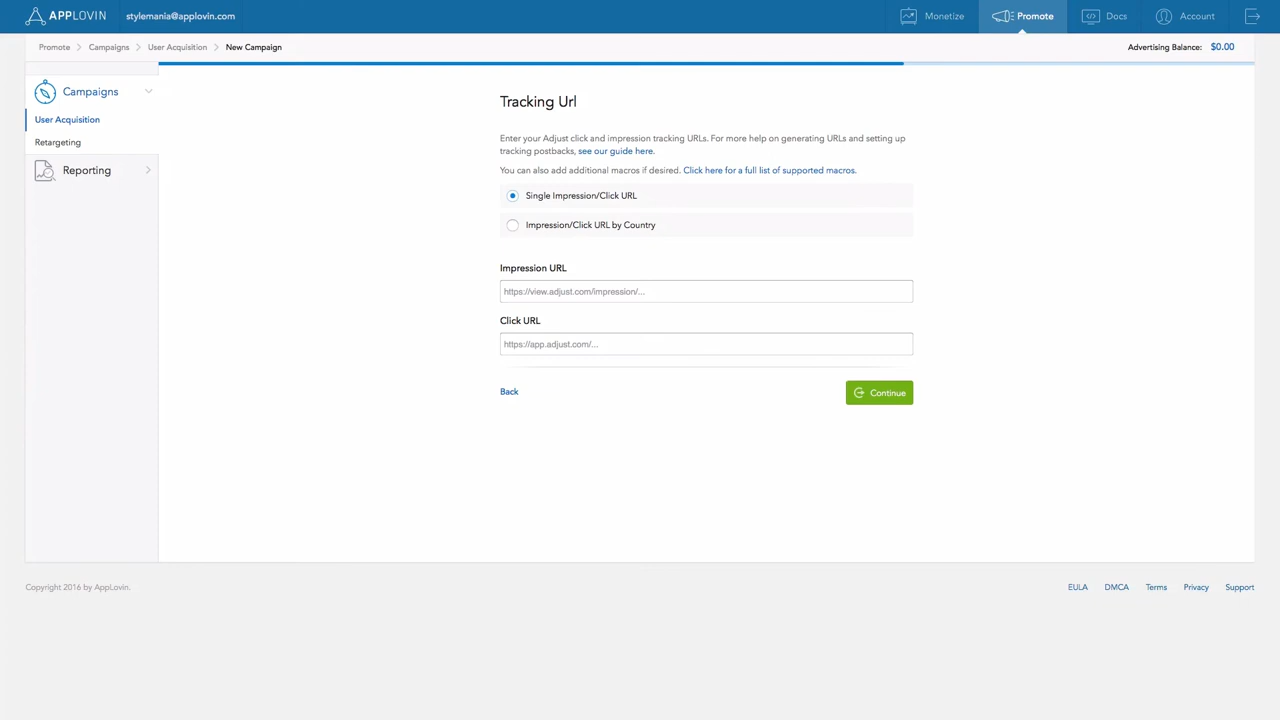 APPLOVIN stylemania@applovin.com Monetize Promote Docs Account
Promote Campaigns User Acquisition New Campaign Advertising Balance: $0.00
Campaigns
User Acquisition
Retargeting
Reporting
Tracking Url
Enter your Adjust click and impression tracking URLs. For more help on generating URLs and setting up
tracking postbacks, see our guide here.
You can also add additional macros if desired. Click here for a full list of supported macros.
Single Impression/Click URL
Impression/Click URL by Country
Impression URL
https://view.adjust.com/impression/...
Click URL
https://app.adjust.com/...
Back Continue
Copyright 2016 by AppLovin. EULA DMCA Terms Privacy Support